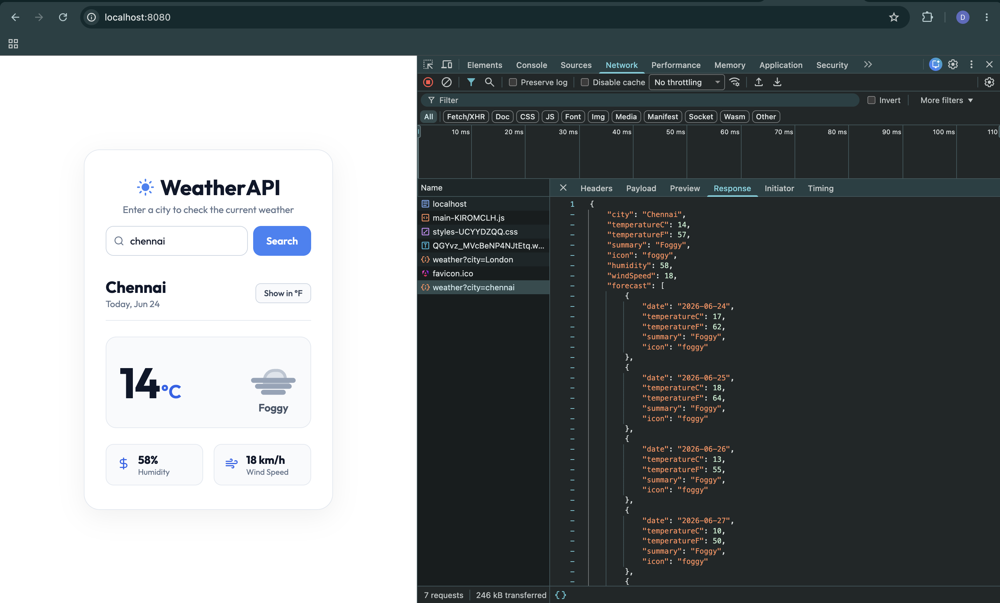 localhost:8080
D
WeatherAPI
Enter a city to check the current weather
chennai
Search
Chennai
Today, Jun 24
Show in °F
14°C
Foggy
58%
Humidity
18 km/h
Wind Speed
Elements Console Sources Network Performance Memory Application Security
Preserve log Disable cache No throttling
Filter Invert More filters
All Fetch/XHR Doc CSS JS Font Img Media Manifest Socket Wasm Other
10 ms 20 ms 30 ms 40 ms 50 ms 60 ms 70 ms 80 ms 90 ms 100 ms 110
Name
localhost
main-KIROMCLH.js
styles-UCYYDZQQ.css
QGYvz_MVcBeNP4NJtEtq.w...
weather?city=London
favicon.ico
weather?city=chennai
Headers Payload Preview Response Initiator Timing
1 {
- "city": "Chennai",
- "temperatureC": 14,
- "temperatureF": 57,
- "summary": "Foggy",
- "icon": "foggy",
- "humidity": 58,
- "windSpeed": 18,
- "forecast": [
- {
- "date": "2026-06-24",
- "temperatureC": 17,
- "temperatureF": 62,
- "summary": "Foggy",
- "icon": "foggy"
- },
- {
- "date": "2026-06-25",
- "temperatureC": 18,
- "temperatureF": 64,
- "summary": "Foggy",
- "icon": "foggy"
- },
- {
- "date": "2026-06-26",
- "temperatureC": 13,
- "temperatureF": 55,
- "summary": "Foggy",
- "icon": "foggy"
- },
- {
- "date": "2026-06-27",
- "temperatureC": 10,
- "temperatureF": 50,
- "summary": "Foggy",
- "icon": "foggy"
- },
- {
7 requests 246 kB transferred {}